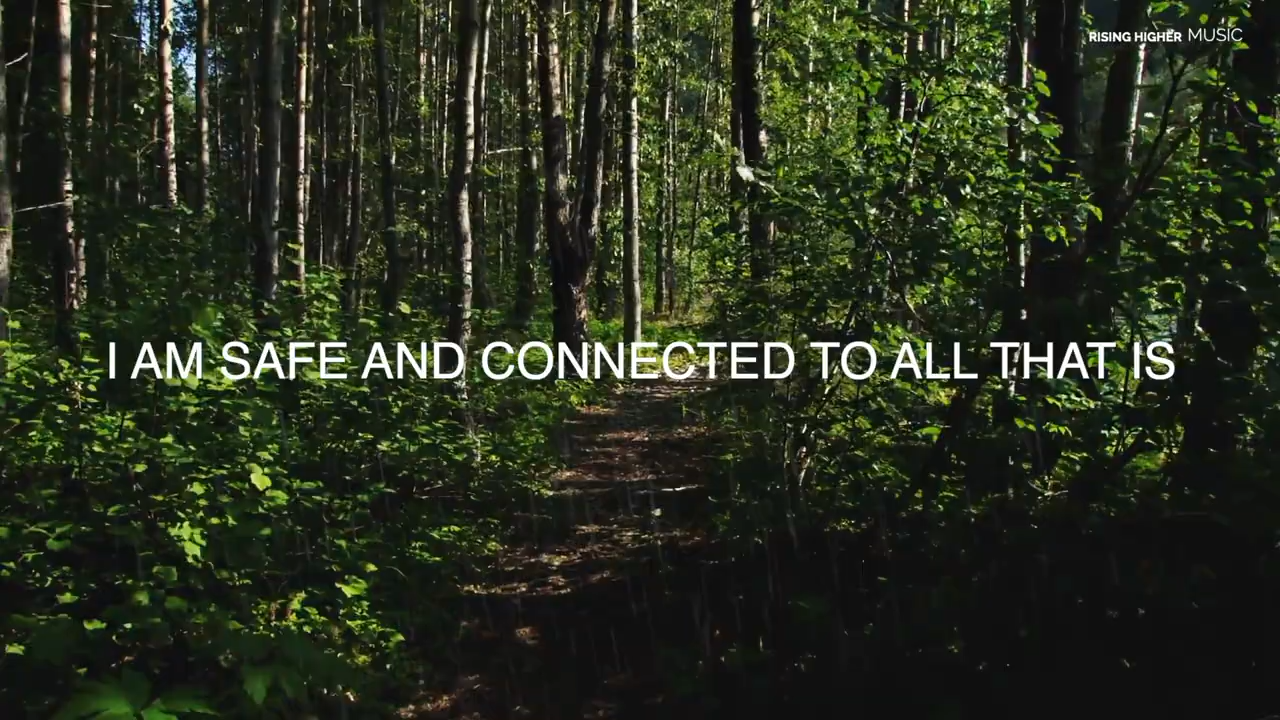 RISING HIGHER MUSIC
I AM SAFE AND CONNECTED TO ALL THAT IS